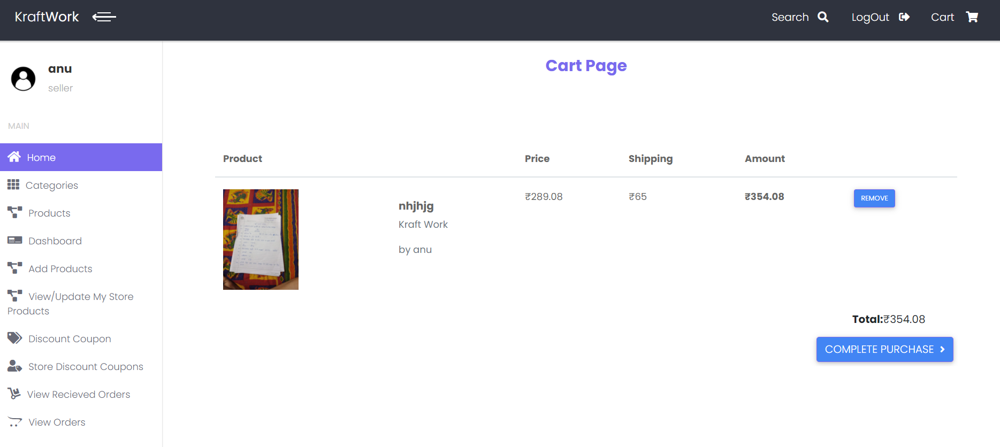 KraftWork
Search
LogOut
Cart
anu
seller
MAIN
Home
Categories
Products
Dashboard
Add Products
View/Update My Store
Products
Discount Coupon
Store Discount Coupons
View Recieved Orders
View Orders
Cart Page
Product Price Shipping Amount
nhjhjg
Kraft Work
by anu
₹289.08 ₹65 ₹354.08 REMOVE
Total:₹354.08
COMPLETE PURCHASE